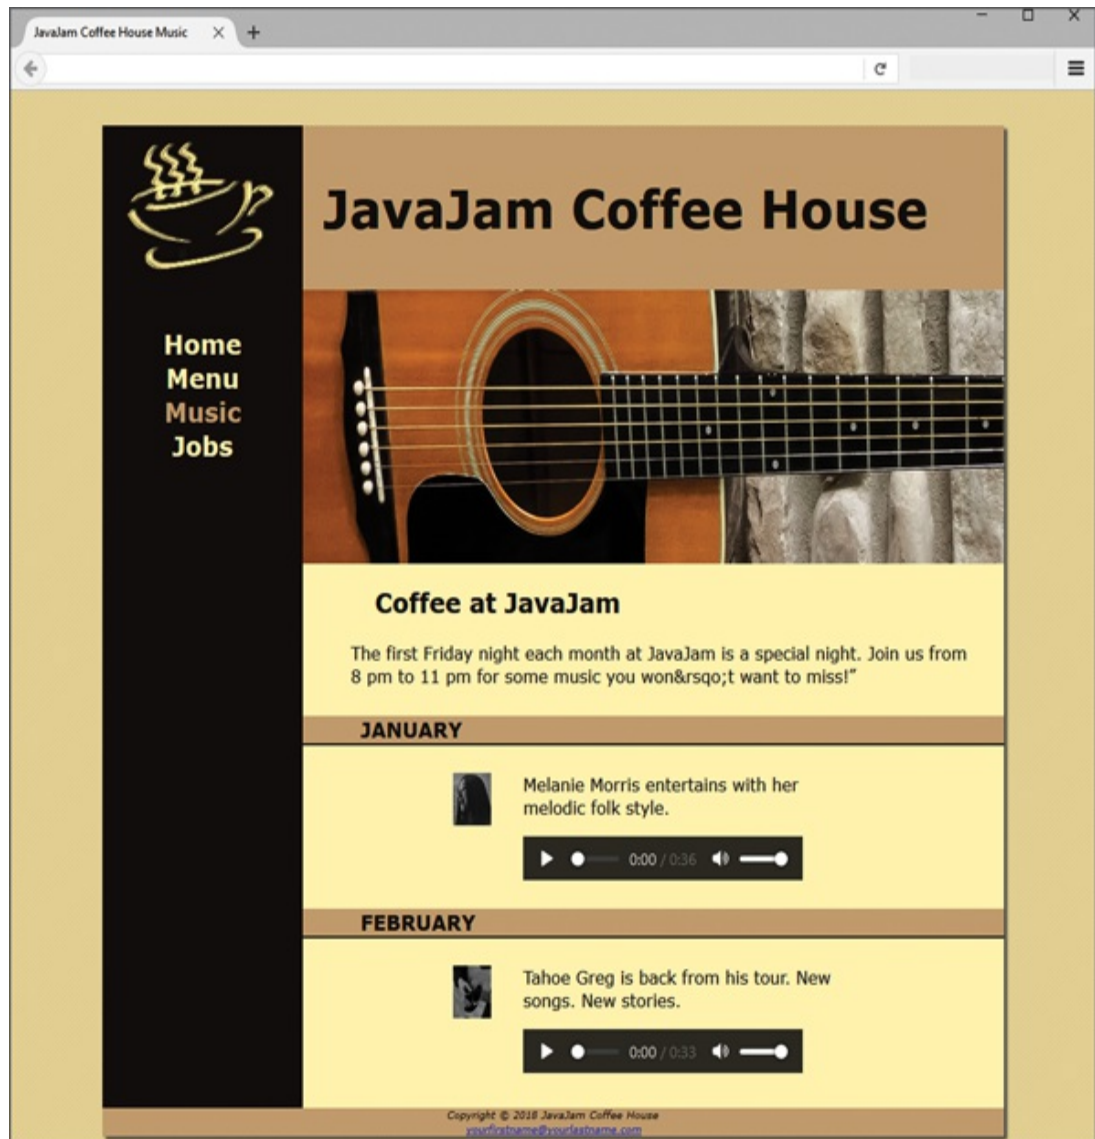 JavaJam Coffee House Music
JavaJam Coffee House
Home
Menu
Music
Jobs
Coffee at JavaJam
The first Friday night each month at JavaJam is a special night. Join us from
8 pm to 11 pm for some music you won&rsqo;t want to miss!”
JANUARY
Melanie Morris entertains with her
melodic folk style.
0:00 / 0:36
FEBRUARY
Tahoe Greg is back from his tour. New
songs. New stories.
0:00 / 0:33
Copyright © 2018 JavaJam Coffee House
yourfirstname@yourlastname.com